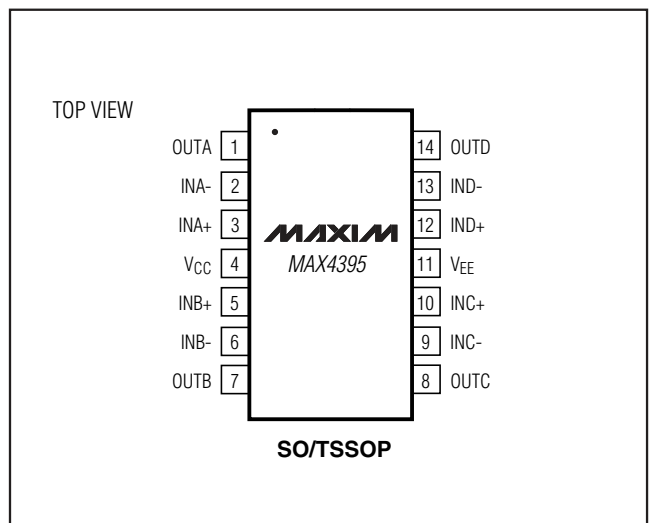 TOP VIEW
OUTA 1 14 OUTD
INA- 2 13 IND-
INA+ 3 12 IND+
MAXIM
VCC 4 MAX4395 11 VEE
INB+ 5 10 INC+
INB- 6 9 INC-
OUTB 7 8 OUTC
SO/TSSOP